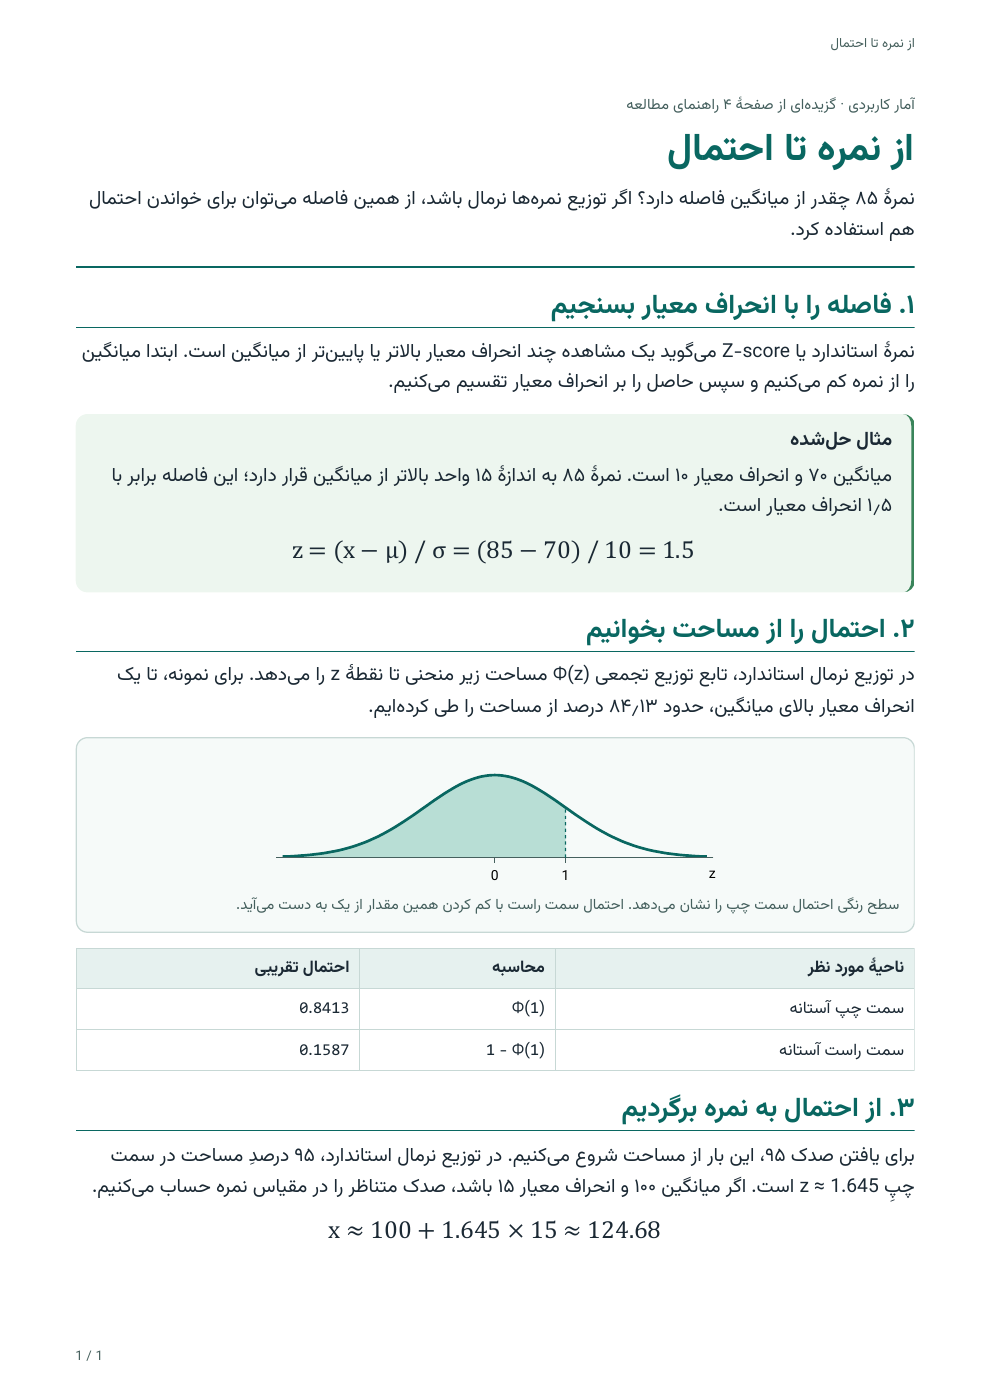 از نمره تا احتمال
آمار کاربردی · گزیده‌ای از صفحهٔ ۴ راهنمای مطالعه
از نمره تا احتمال
نمرهٔ ۸۵ چقدر از میانگین فاصله دارد؟ اگر توزیع نمره‌ها نرمال باشد، از همین فاصله می‌توان برای خواندن احتمال
هم استفاده کرد.
۱. فاصله را با انحراف معیار بسنجیم
نمرهٔ استاندارد یا Z-score می‌گوید یک مشاهده چند انحراف معیار بالاتر یا پایین‌تر از میانگین است. ابتدا میانگین
را از نمره کم می‌کنیم و سپس حاصل را بر انحراف معیار تقسیم می‌کنیم.
مثال حل‌شده
میانگین ۷۰ و انحراف معیار ۱۰ است. نمرهٔ ۸۵ به اندازهٔ ۱۵ واحد بالاتر از میانگین قرار دارد؛ این فاصله برابر با
۱٫۵ انحراف معیار است.
z = (x − μ) / σ = (85 − 70) / 10 = 1.5
۲. احتمال را از مساحت بخوانیم
در توزیع نرمال استاندارد، تابع توزیع تجمعی Φ(z) مساحت زیر منحنی تا نقطهٔ z را می‌دهد. برای نمونه، تا یک
انحراف معیار بالای میانگین، حدود ۸۴٫۱۳ درصد از مساحت را طی کرده‌ایم.
0 1 z
سطح رنگی احتمال سمت چپ را نشان می‌دهد. احتمال سمت راست با کم کردن همین مقدار از یک به دست می‌آید.
ناحیهٔ مورد نظر محاسبه احتمال تقریبی
سمت چپ آستانه Φ(1) 0.8413
سمت راست آستانه 1 - Φ(1) 0.1587
۳. از احتمال به نمره برگردیم
برای یافتن صدک ۹۵، این بار از مساحت شروع می‌کنیم. در توزیع نرمال استاندارد، ۹۵ درصدِ مساحت در سمت
چپِ z ≈ 1.645 است. اگر میانگین ۱۰۰ و انحراف معیار ۱۵ باشد، صدک متناظر را در مقیاس نمره حساب می‌کنیم.
x ≈ 100 + 1.645 × 15 ≈ 124.68
1 / 1